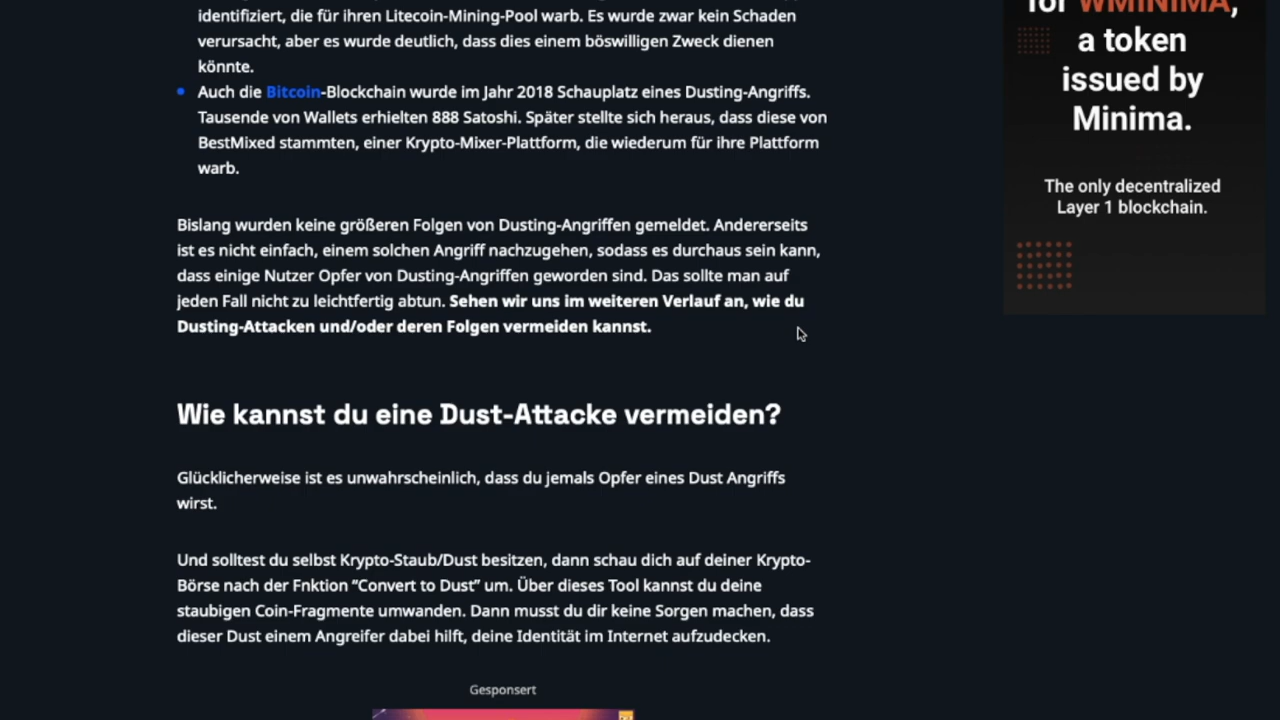 identifiziert, die für ihren Litecoin-Mining-Pool warb. Es wurde zwar kein Schaden
verursacht, aber es wurde deutlich, dass dies einem böswilligen Zweck dienen
könnte.
Auch die Bitcoin-Blockchain wurde im Jahr 2018 Schauplatz eines Dusting-Angriffs.
Tausende von Wallets erhielten 888 Satoshi. Später stellte sich heraus, dass diese von
BestMixed stammten, einer Krypto-Mixer-Plattform, die wiederum für ihre Plattform
warb.
Bislang wurden keine größeren Folgen von Dusting-Angriffen gemeldet. Andererseits
ist es nicht einfach, einem solchen Angriff nachzugehen, sodass es durchaus sein kann,
dass einige Nutzer Opfer von Dusting-Angriffen geworden sind. Das sollte man auf
jeden Fall nicht zu leichtfertig abtun. Sehen wir uns im weiteren Verlauf an, wie du
Dusting-Attacken und/oder deren Folgen vermeiden kannst.
Wie kannst du eine Dust-Attacke vermeiden?
Glücklicherweise ist es unwahrscheinlich, dass du jemals Opfer eines Dust Angriffs
wirst.
Und solltest du selbst Krypto-Staub/Dust besitzen, dann schau dich auf deiner Krypto-
Börse nach der Fnktion “Convert to Dust” um. Über dieses Tool kannst du deine
staubigen Coin-Fragmente umwanden. Dann musst du dir keine Sorgen machen, dass
dieser Dust einem Angreifer dabei hilft, deine Identität im Internet aufzudecken.
Gesponsert
for WMINIMA,
a token
issued by
Minima.
The only decentralized
Layer 1 blockchain.